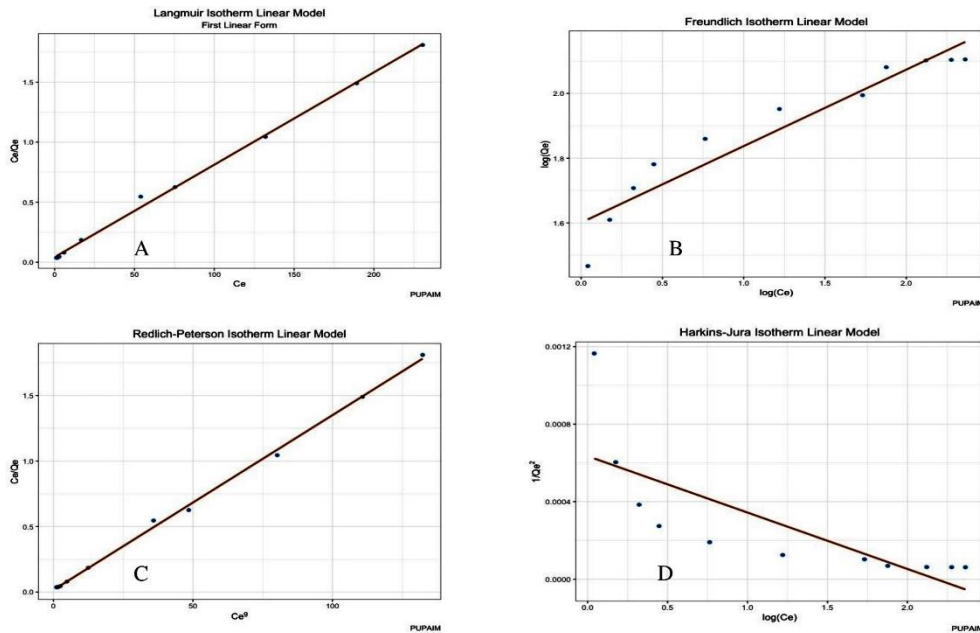 Langmuir Isotherm Linear Model
First Linear Form
Ce/Qe
1.5
1.0
0.5
0.0
A
0
50
100
150
200
Ce
PUPAIM
Freundlich Isotherm Linear Model
log(Qe)
2.0
1.8
1.6
B
0.0
0.5
1.0
1.5
2.0
log(Ce)
PUPAIM
Redlich-Peterson Isotherm Linear Model
Ce/Qe
1.5
1.0
0.5
0.0
C
0
50
100
Ce⁹
PUPAIM
Harkins-Jura Isotherm Linear Model
1/Qe²
0.0012
0.0008
0.0004
0.0000
D
0.0
0.5
1.0
1.5
2.0
log(Ce)
PUPAIM